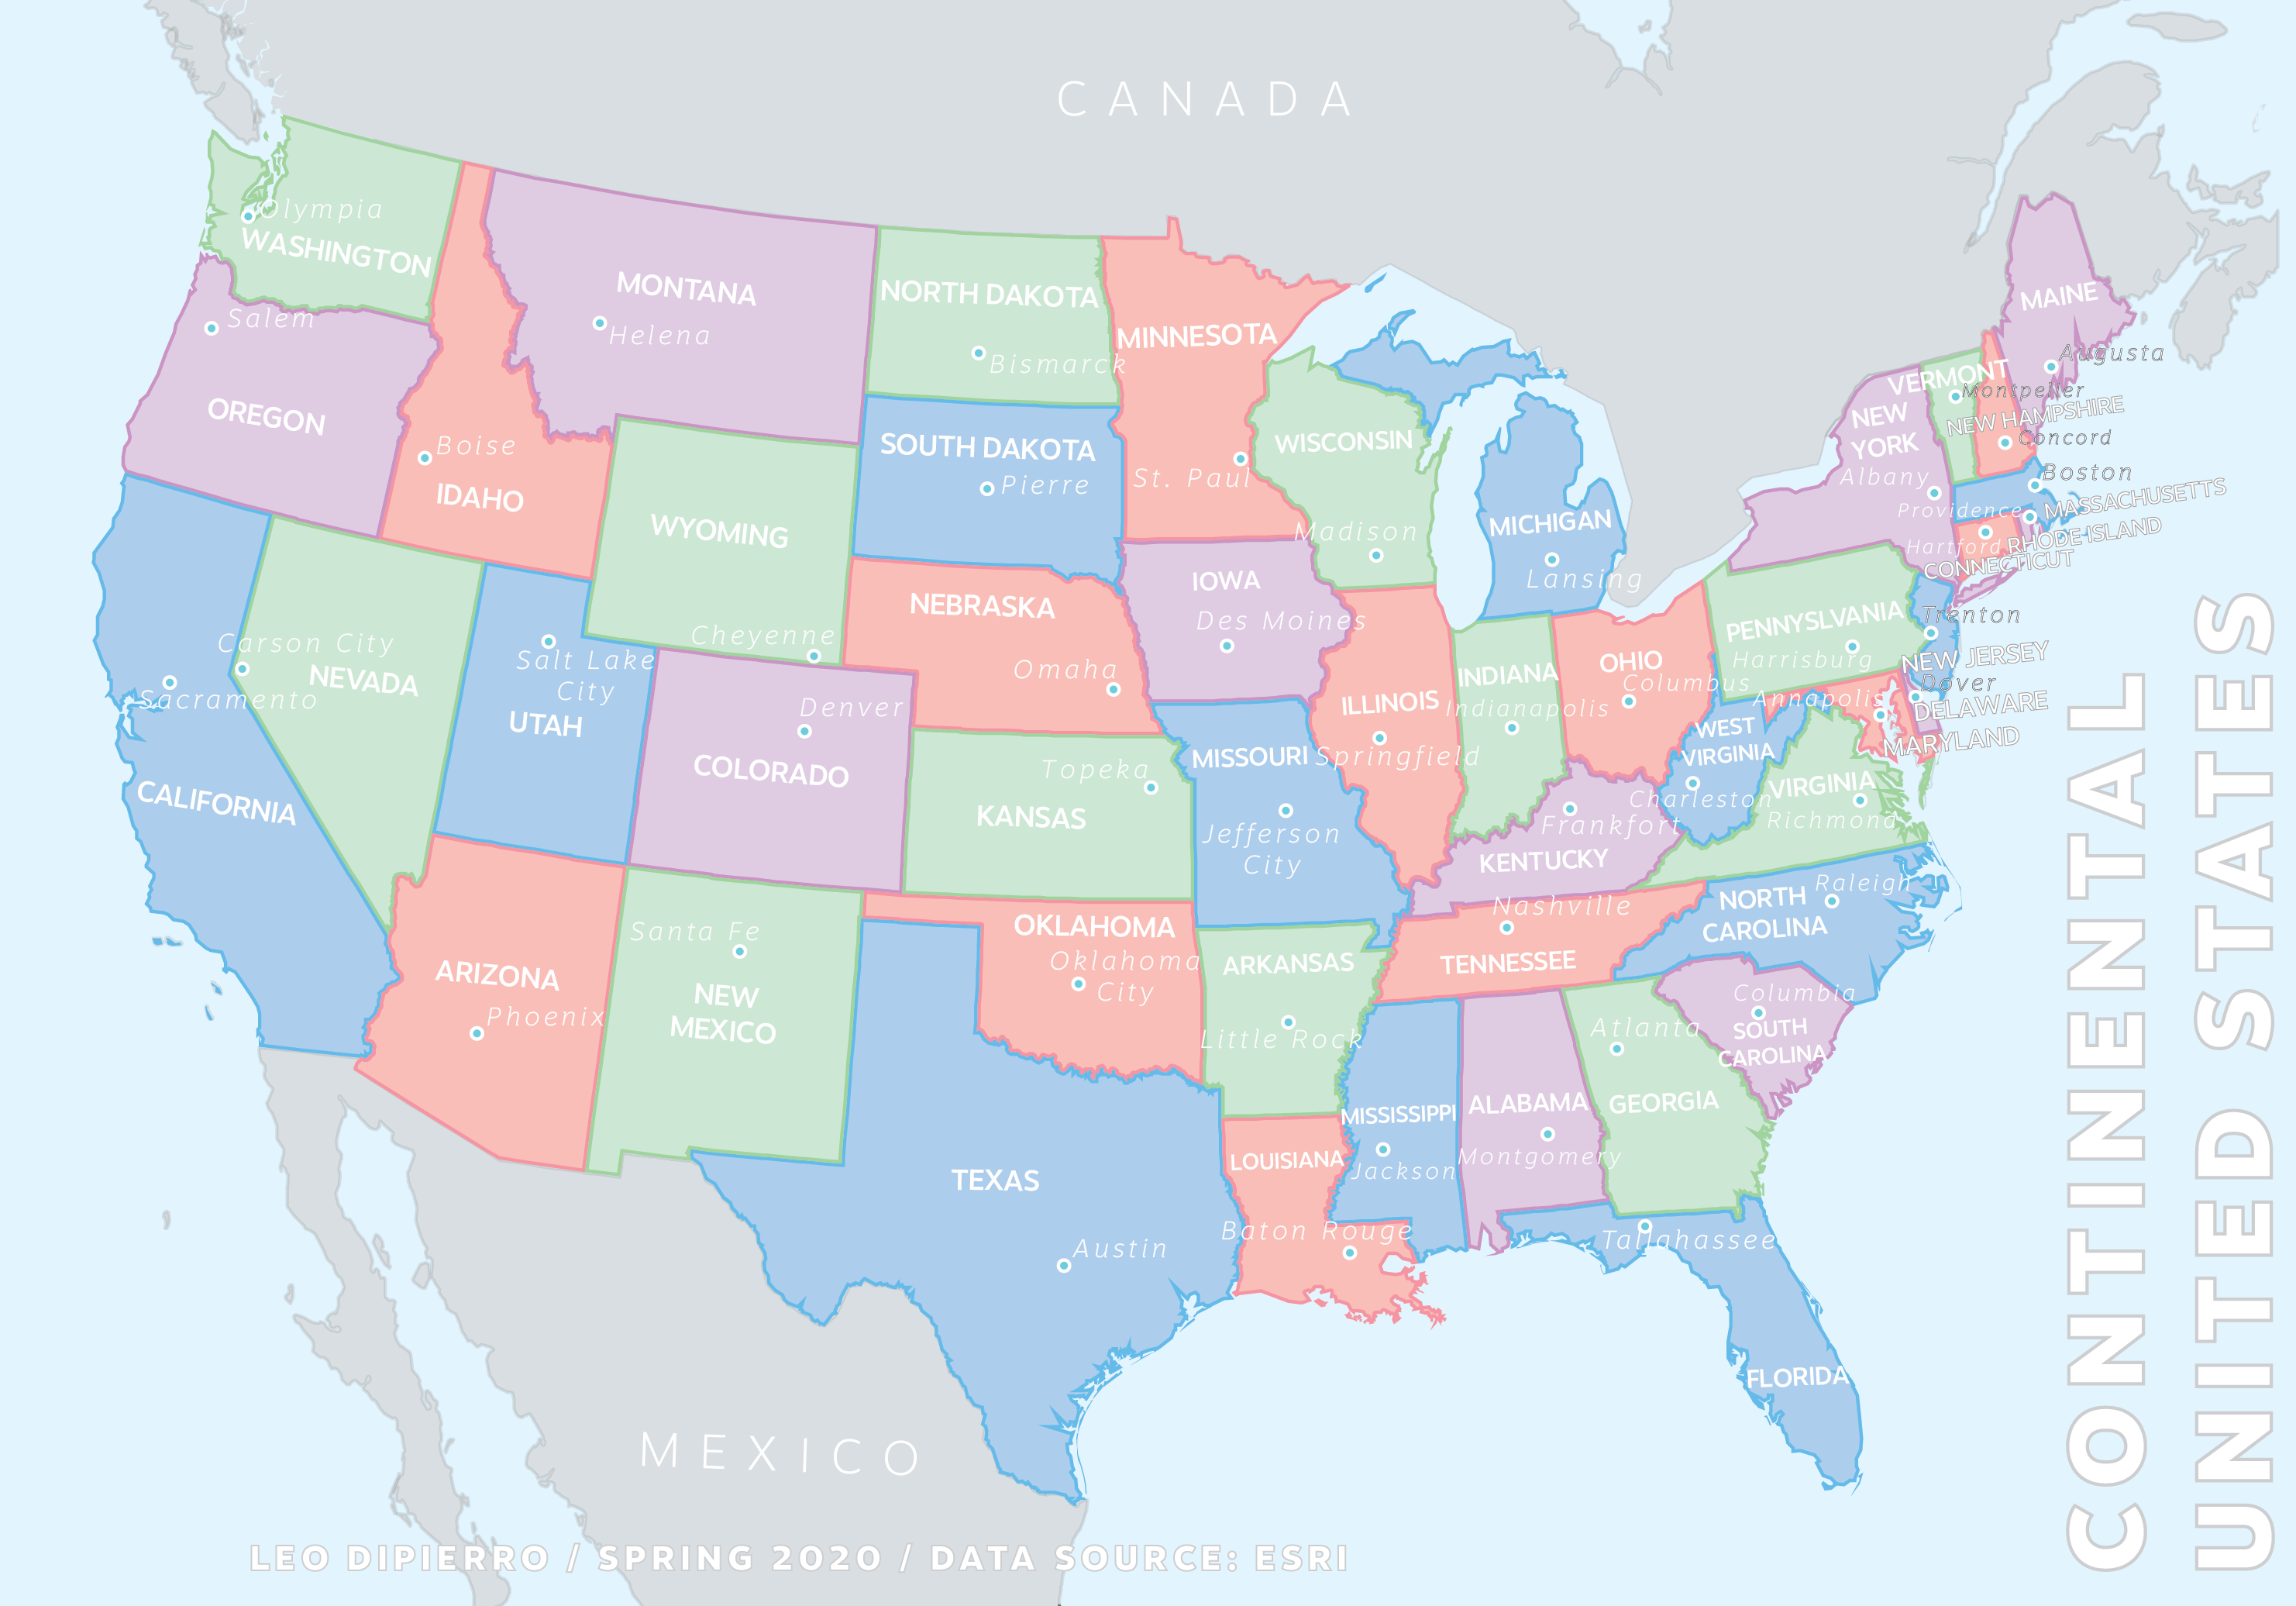 CANADA
Olympia
WASHINGTON
Salem
OREGON
MONTANA
Helena
Boise
IDAHO
NORTH DAKOTA
Bismarck
MINNESOTA
St. Paul
SOUTH DAKOTA
Pierre
WISCONSIN
Madison
MICHIGAN
Lansing
MAINE
Augusta
VERMONT
Montpelier
NEW HAMPSHIRE
Concord
NEW
YORK
Albany
Boston
MASSACHUSETTS
Providence
RHODE ISLAND
Hartford
CONNECTICUT
WYOMING
Cheyenne
NEBRASKA
Omaha
IOWA
Des Moines
Carson City
NEVADA
Sacramento
CALIFORNIA
Salt Lake
City
UTAH
Denver
COLORADO
Topeka
KANSAS
MISSOURI
Jefferson
City
ILLINOIS
Springfield
INDIANA
Indianapolis
OHIO
Columbus
PENNYSLVANIA
Harrisburg
Trenton
NEW JERSEY
Dover
DELAWARE
Annapolis
MARYLAND
WEST
VIRGINIA
Charleston
VIRGINIA
Richmond
Frankfort
KENTUCKY
Nashville
TENNESSEE
NORTH
CAROLINA
Raleigh
Columbia
SOUTH
CAROLINA
ARIZONA
Phoenix
Santa Fe
NEW
MEXICO
OKLAHOMA
Oklahoma
City
ARKANSAS
Little Rock
TEXAS
Austin
LOUISIANA
Baton Rouge
MISSISSIPPI
Jackson
ALABAMA
Montgomery
Atlanta
GEORGIA
Tallahassee
FLORIDA
MEXICO
LEO DIPIERRO / SPRING 2020 / DATA SOURCE: ESRI
CONTINENTAL
UNITED STATES